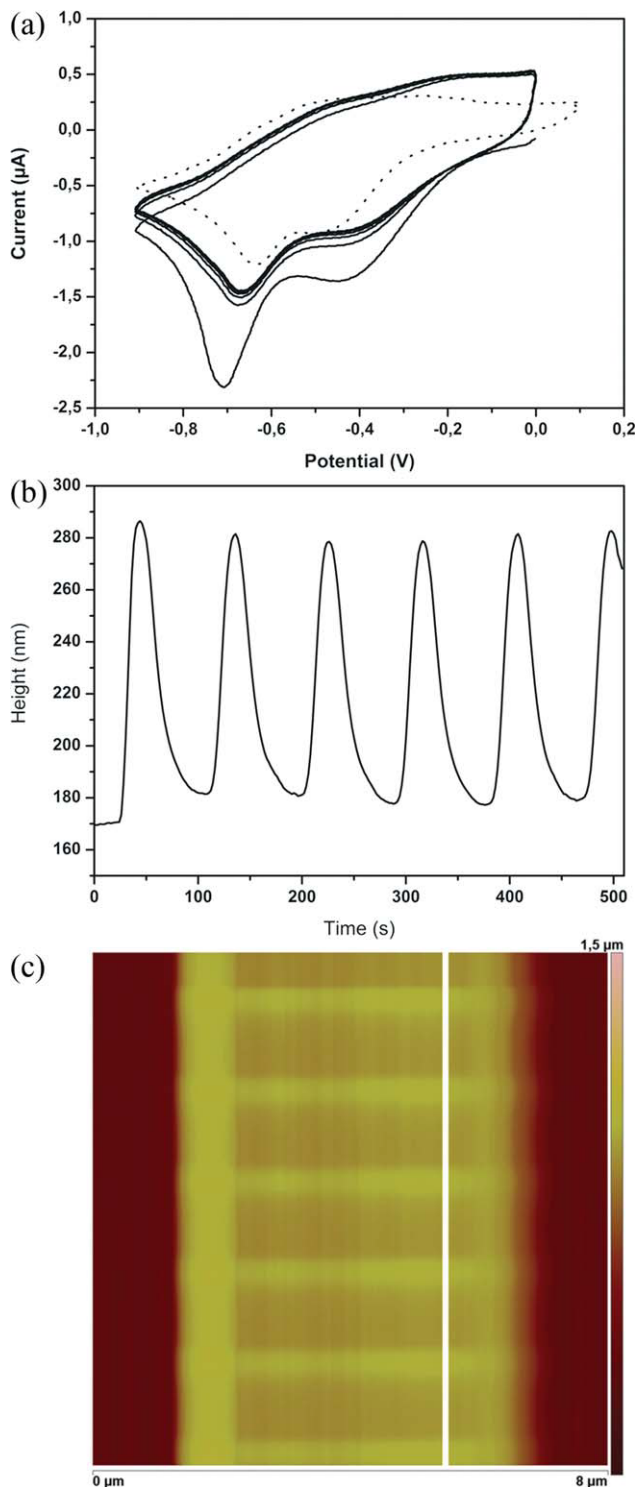 (a)
1,0
0,5
0,0
-0,5
-1,0
-1,5
-2,0
-2,5
Current (µA)
-1,0 -0,8 -0,6 -0,4 -0,2 0,0 0,2
Potential (V)
(b)
300
280
260
240
220
200
180
160
Height (nm)
0 100 200 300 400 500
Time (s)
(c)
1,5 µm
0 µm 8 µm